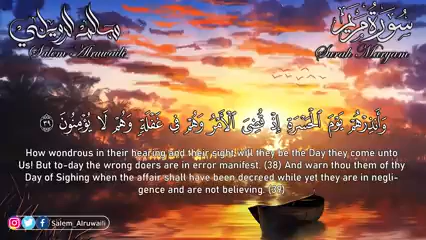 سالم الرويلي
Salem Alruwaili
سورة مريم
Surah Maryam
وَأَنذِرْهُمْ يَوْمَ الْحَسْرَةِ إِذْ قُضِيَ الْأَمْرُ وَهُمْ فِي غَفْلَةٍ وَهُمْ لَا يُؤْمِنُونَ ٣٩
How wondrous in their hearing and their sight will they be the Day they come unto
Us! But to-day the wrong doers are in error manifest. (38) And warn thou them of thy
Day of Sighing when the affair shall have been decreed while yet they are in negli-
gence and are not believing. (39)
Salem_Alruwaili